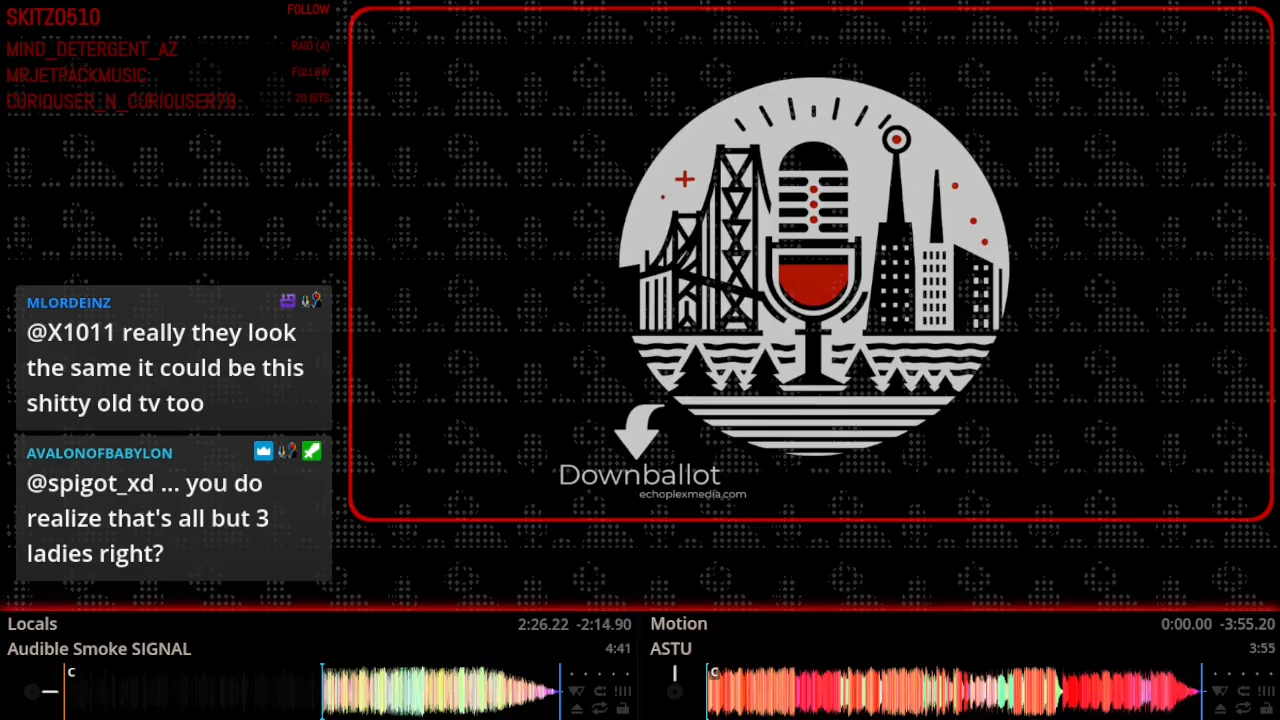 SKITZ0510 FOLLOW
MIND_DETERGENT_AZ RAID (4)
MRJETPACKMUSIC FOLLOW
CURIOUSER_N_CURIOUSER78 20 BITS
MLORDEINZ
@X1011 really they look
the same it could be this
shitty old tv too
AVALONOFBABYLON
@spigot_xd ... you do
realize that's all but 3
ladies right?
Downballot
echoplexmedia.com
Locals 2:26.22 -2:14.90
Audible Smoke SIGNAL 4:41
C
Motion 0:00.00 -3:55.20
ASTU 3:55
C